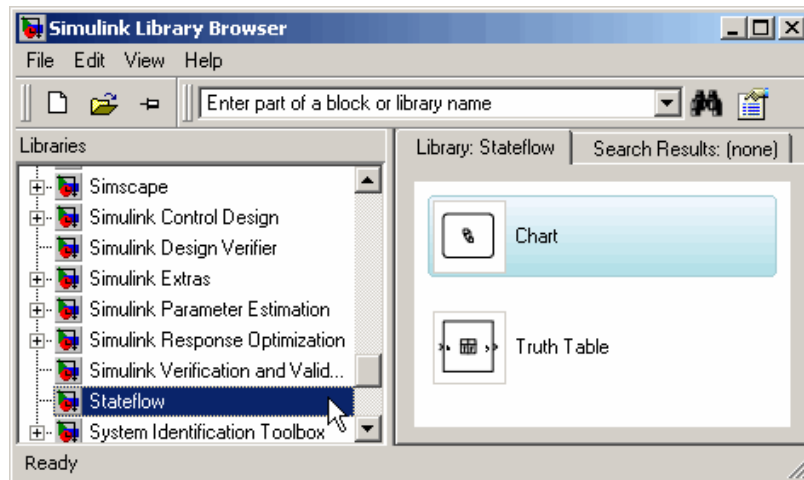 Simulink Library Browser
File Edit View Help
Enter part of a block or library name
Libraries
Simscape
Simulink Control Design
Simulink Design Verifier
Simulink Extras
Simulink Parameter Estimation
Simulink Response Optimization
Simulink Verification and Valid...
Stateflow
System Identification Toolbox
Library: Stateflow
Search Results: (none)
Chart
Truth Table
Ready